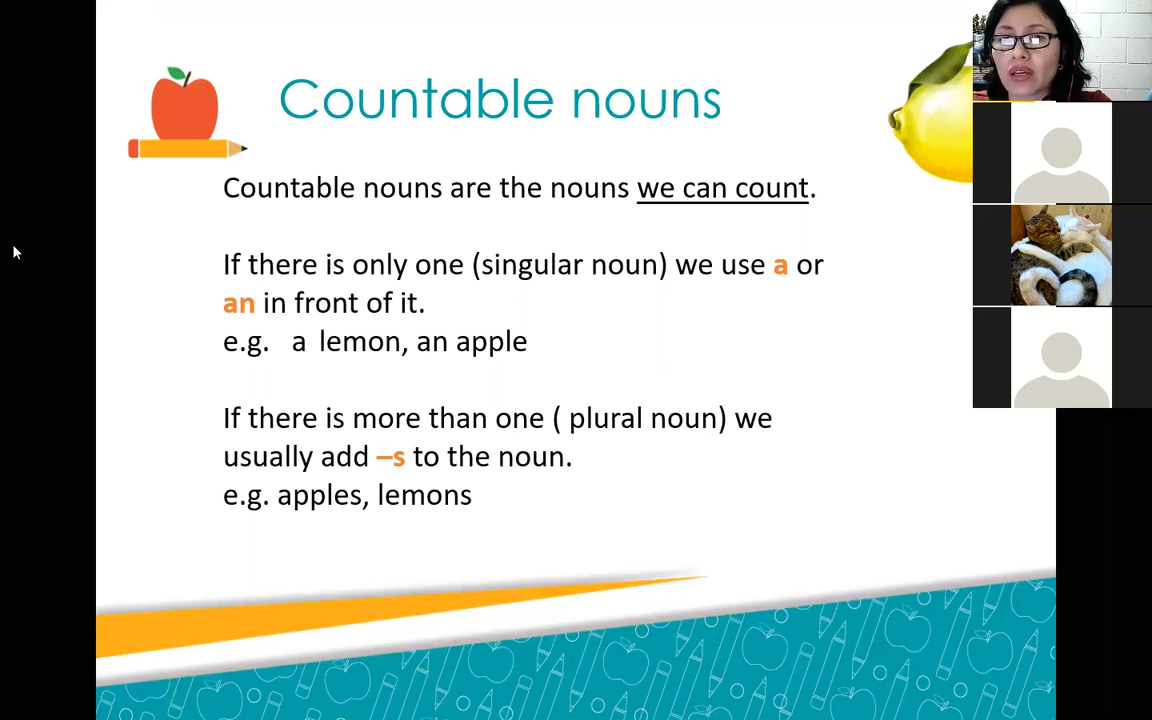 Countable nouns
Countable nouns are the nouns we can count.
If there is only one (singular noun) we use a or
an in front of it.
e.g. a lemon, an apple
If there is more than one ( plural noun) we
usually add –s to the noun.
e.g. apples, lemons